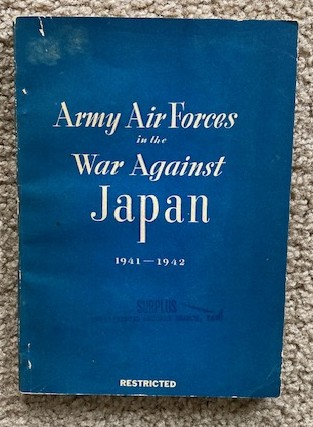 Army Air Forces
in the
War Against
Japan
1941—1942
SURPLUS
RESTRICTED